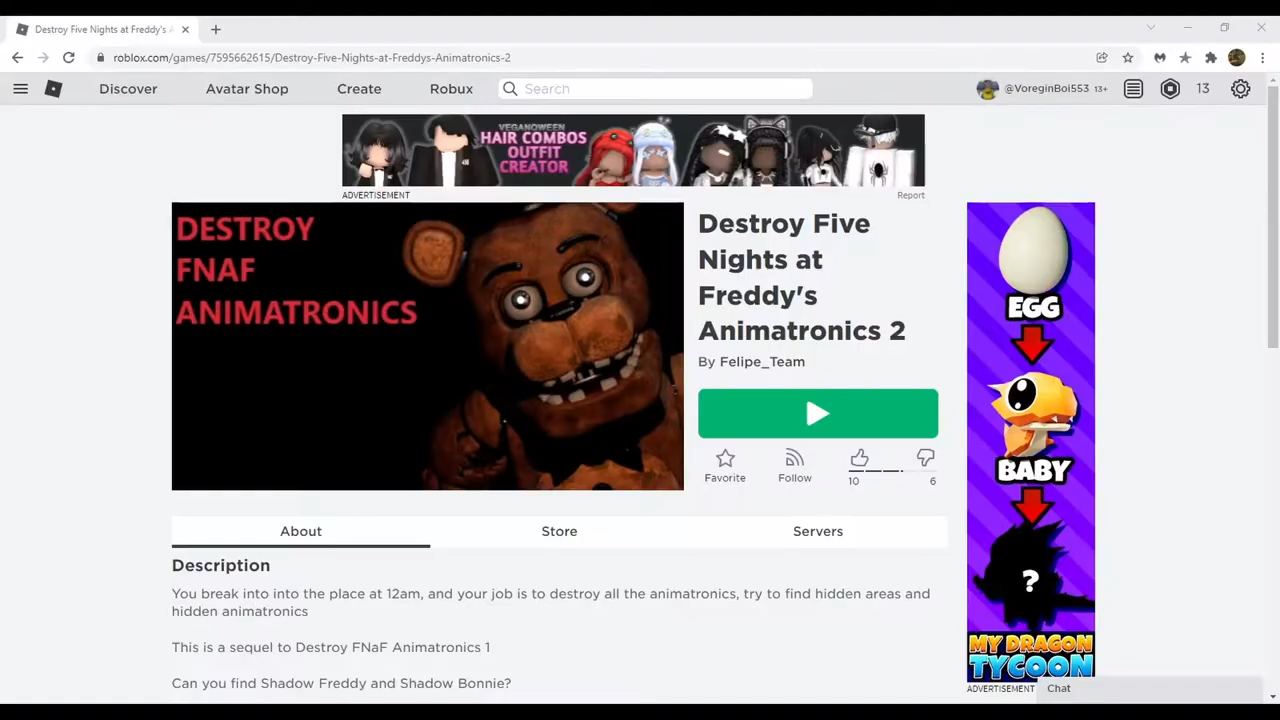 Destroy Five Nights at Freddy's A
roblox.com/games/7595662615/Destroy-Five-Nights-at-Freddys-Animatronics-2
Discover
Avatar Shop
Create
Robux
Search
@VoreginBoi553 13+
13
VEGANOWEEN
HAIR COMBOS
OUTFIT
CREATOR
ADVERTISEMENT
Report
DESTROY
FNAF
ANIMATRONICS
Destroy Five
Nights at
Freddy's
Animatronics 2
By Felipe_Team
Favorite
Follow
10
6
EGG
BABY
?
MY DRAGON
TYCOON
ADVERTISEMENT
About
Store
Servers
Description
You break into into the place at 12am, and your job is to destroy all the animatronics, try to find hidden areas and
hidden animatronics
This is a sequel to Destroy FNaF Animatronics 1
Can you find Shadow Freddy and Shadow Bonnie?
Chat